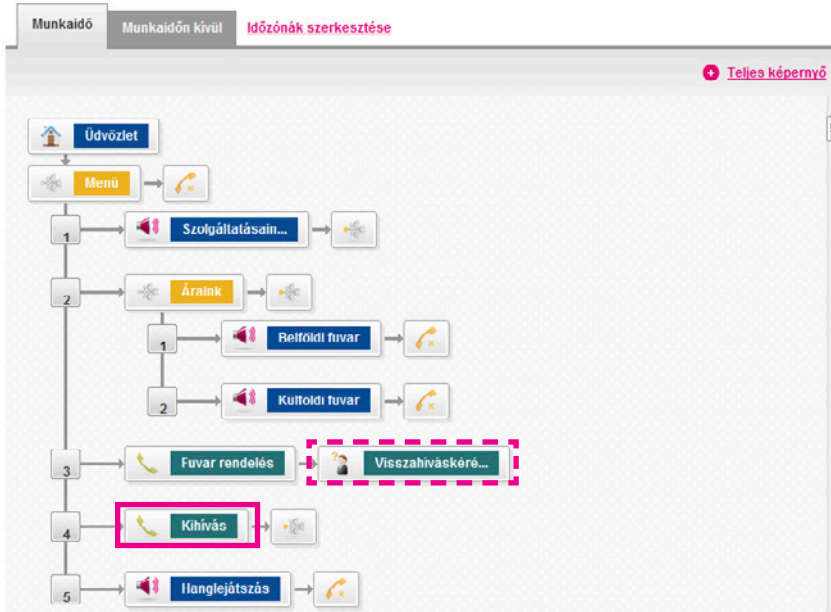 Munkaidő Munkaidőn kívül Időzónák szerkesztése
Teljes képernyő
Üdvözlet
Menü
1 Szolgáltatásain...
2 Áraink
1 Belföldi fuvar
2 Külföldi fuvar
3 Fuvar rendelés Visszahíváskéré...
4 Kihívás
5 Hanglejátszás